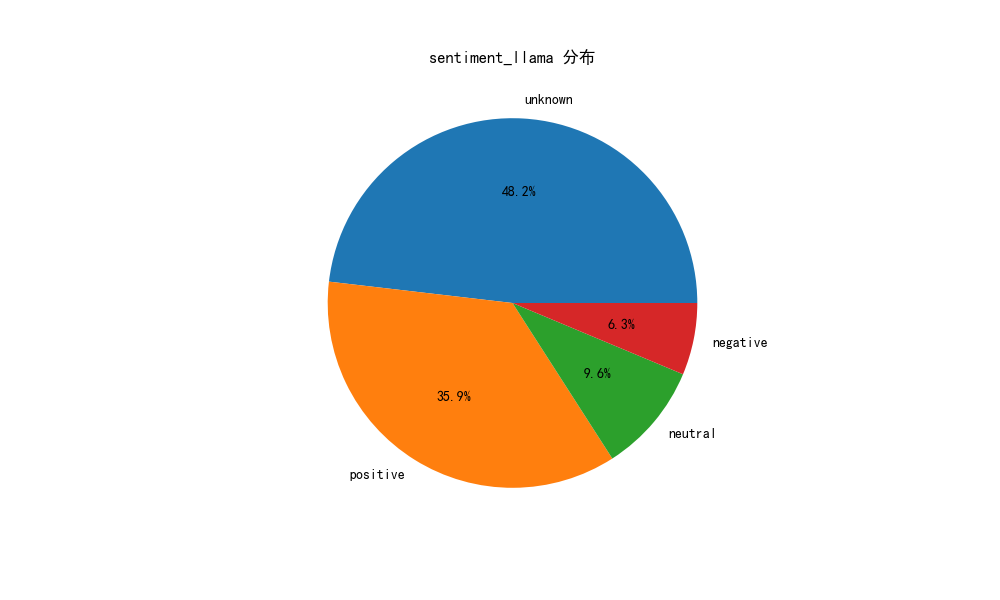 sentiment_llama 分布
unknown
48.2%
6.3%
negative
9.6%
35.9%
neutral
positive